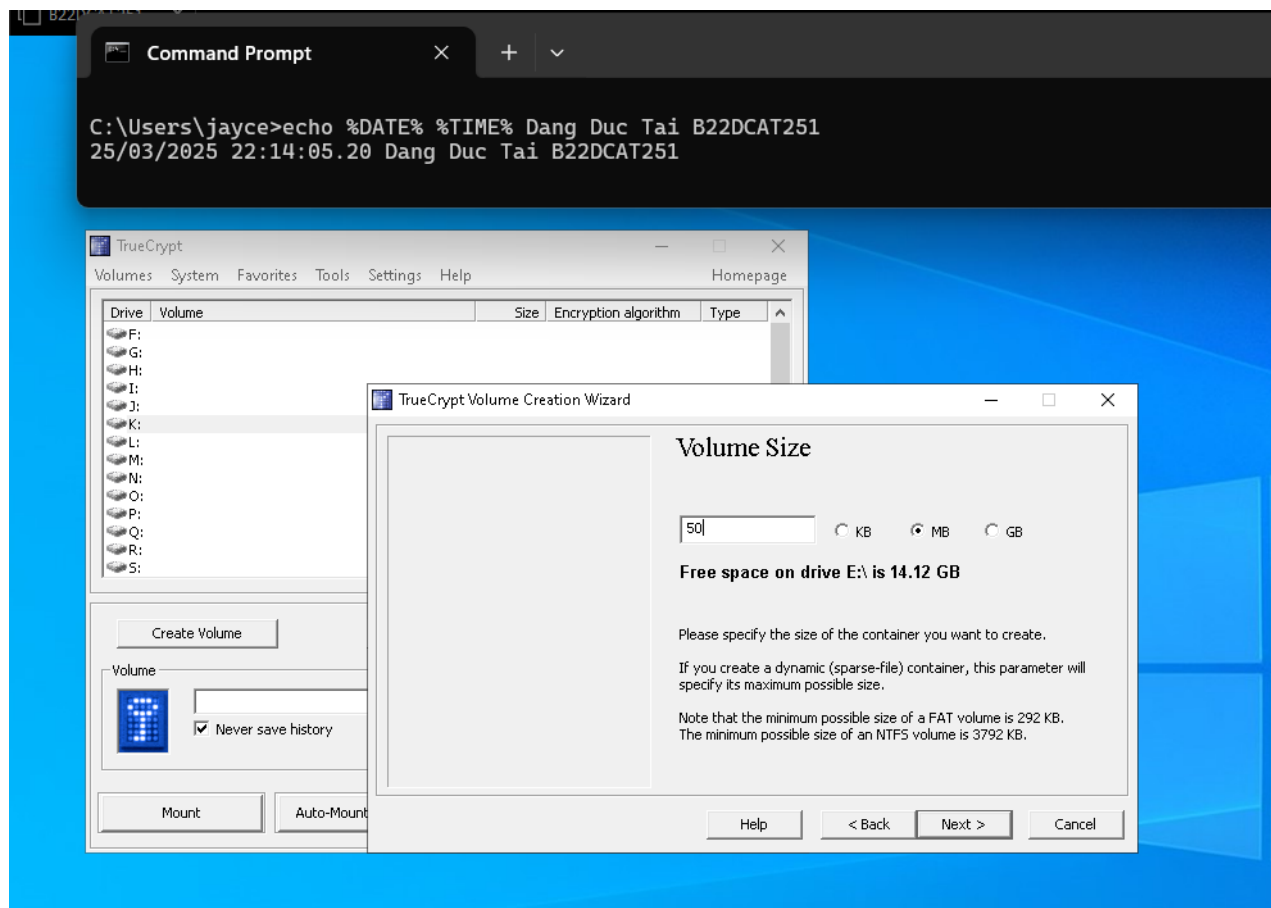 Command Prompt
C:\Users\jayce>echo %DATE% %TIME% Dang Duc Tai B22DCAT251
25/03/2025 22:14:05.20 Dang Duc Tai B22DCAT251
TrueCrypt
Volumes System Favorites Tools Settings Help Homepage
Drive Volume Size Encryption algorithm Type
F:
G:
H:
I:
J:
K:
L:
M:
N:
O:
P:
Q:
R:
S:
Create Volume
Volume
Never save history
Mount Auto-Mount
TrueCrypt Volume Creation Wizard
Volume Size
50 KB MB GB
Free space on drive E:\ is 14.12 GB
Please specify the size of the container you want to create.
If you create a dynamic (sparse-file) container, this parameter will
specify its maximum possible size.
Note that the minimum possible size of a FAT volume is 292 KB.
The minimum possible size of an NTFS volume is 3792 KB.
Help < Back Next > Cancel